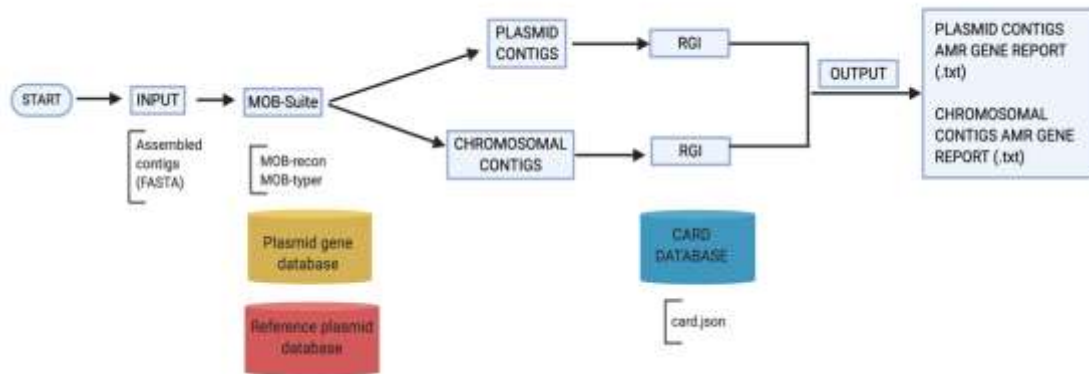 START
INPUT
Assembled
contigs
(FASTA)
MOB-Suite
MOB-recon
MOB-typer
Plasmid gene
database
Reference plasmid
database
PLASMID
CONTIGS
RGI
CHROMOSOMAL
CONTIGS
RGI
CARD
DATABASE
card.json
OUTPUT
PLASMID CONTIGS
AMR GENE REPORT
(.txt)
CHROMOSOMAL
CONTIGS AMR GENE
REPORT (.txt)